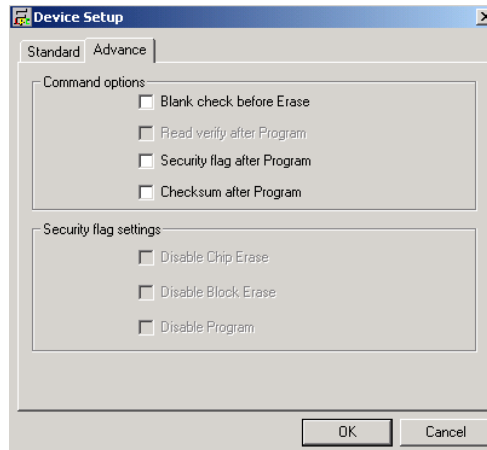 Device Setup
Standard Advance
Command options
Blank check before Erase
Read verify after Program
Security flag after Program
Checksum after Program
Security flag settings
Disable Chip Erase
Disable Block Erase
Disable Program
OK Cancel